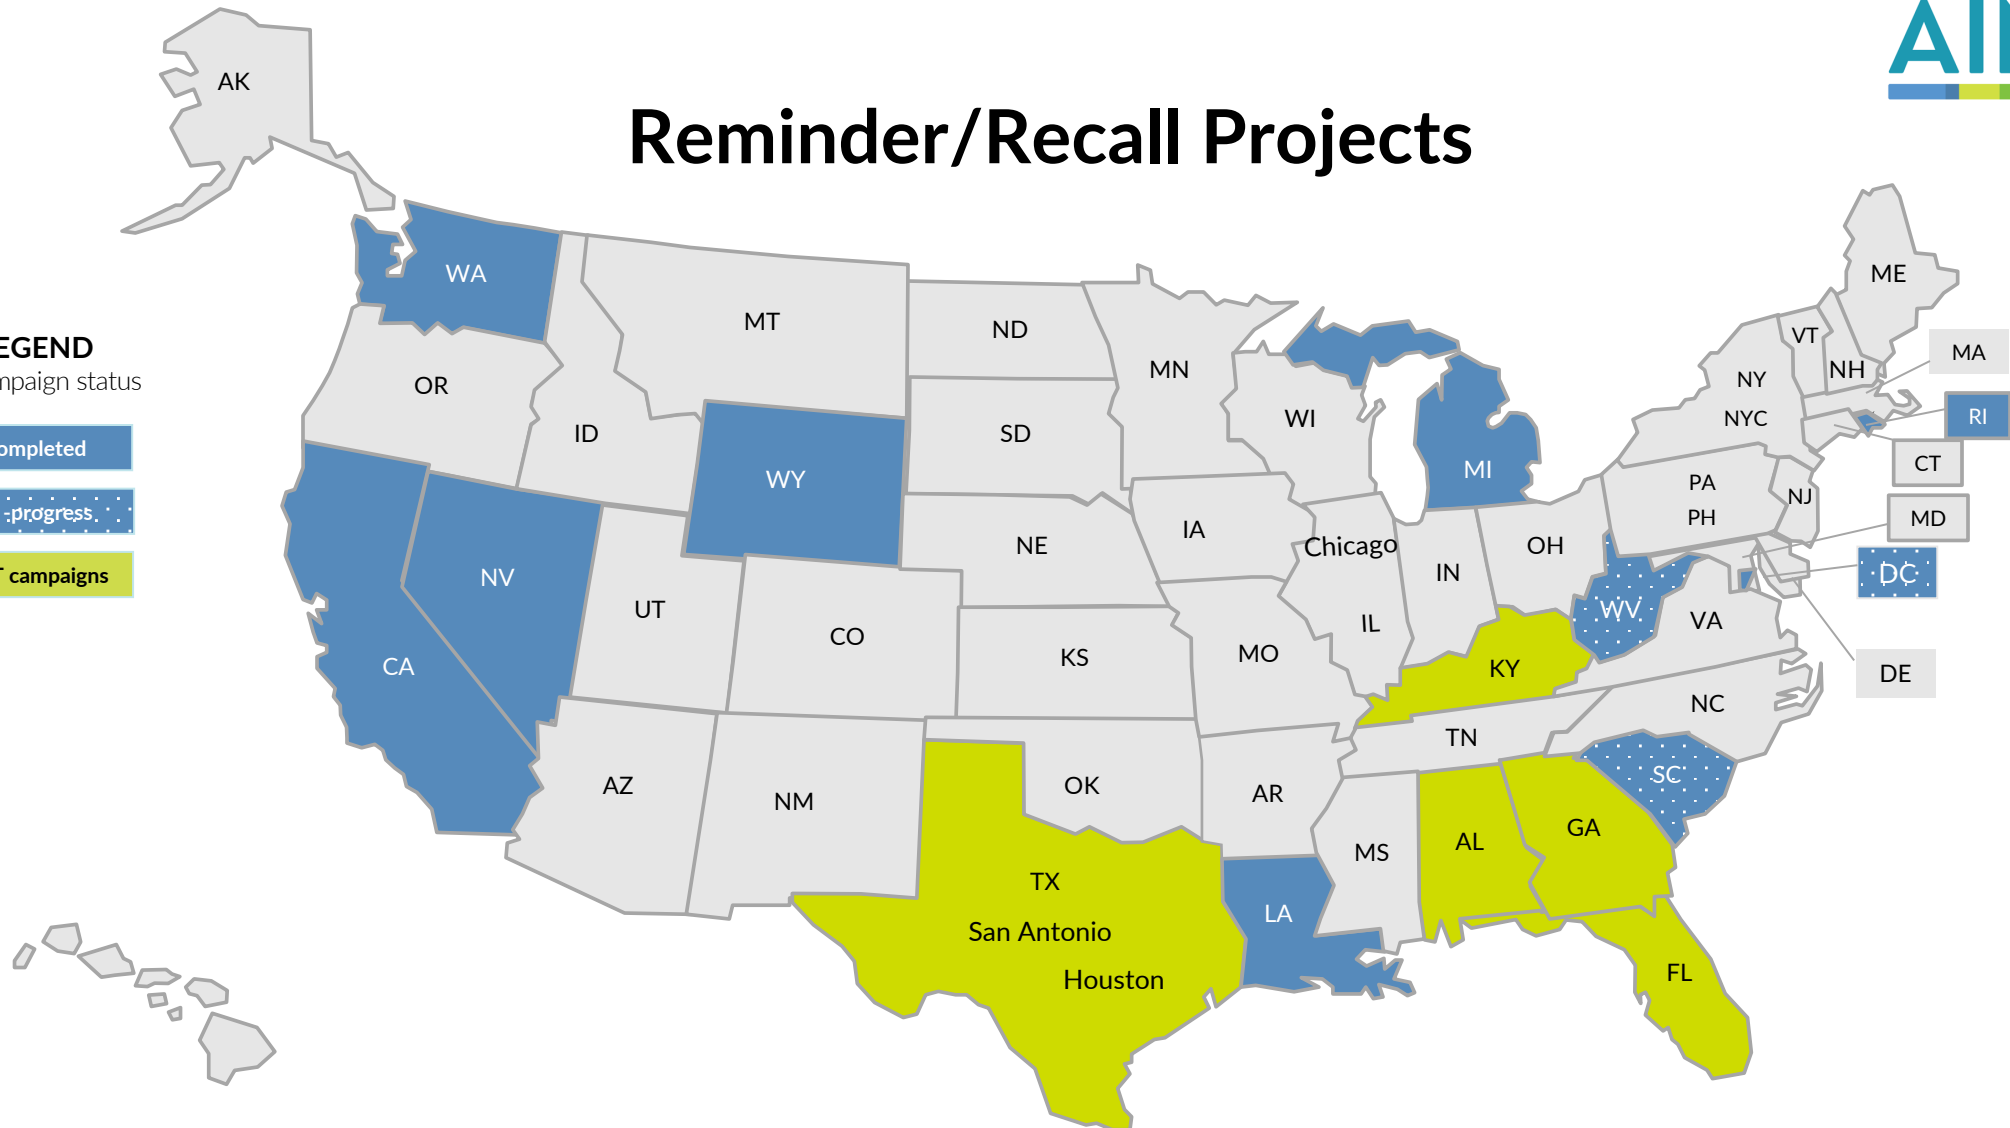 AK
Reminder/Recall Projects
WA
ME
MT
ND
VT
MA
EGEND
mpaign status
MN
NH
OR
NY
WI
RI
NYC
ID
SD
ompleted
CT
MI
WY
PA
NJ
-progress
PH
MD
IA
NE
Chicago
OH
IN
DC
T campaigns
NV
UT
WV
VA
IL
CO
KS
MO
KY
CA
DE
NC
TN
SC
AZ
OK
AR
NM
GA
AL
MS
TX
LA
San Antonio
FL
Houston